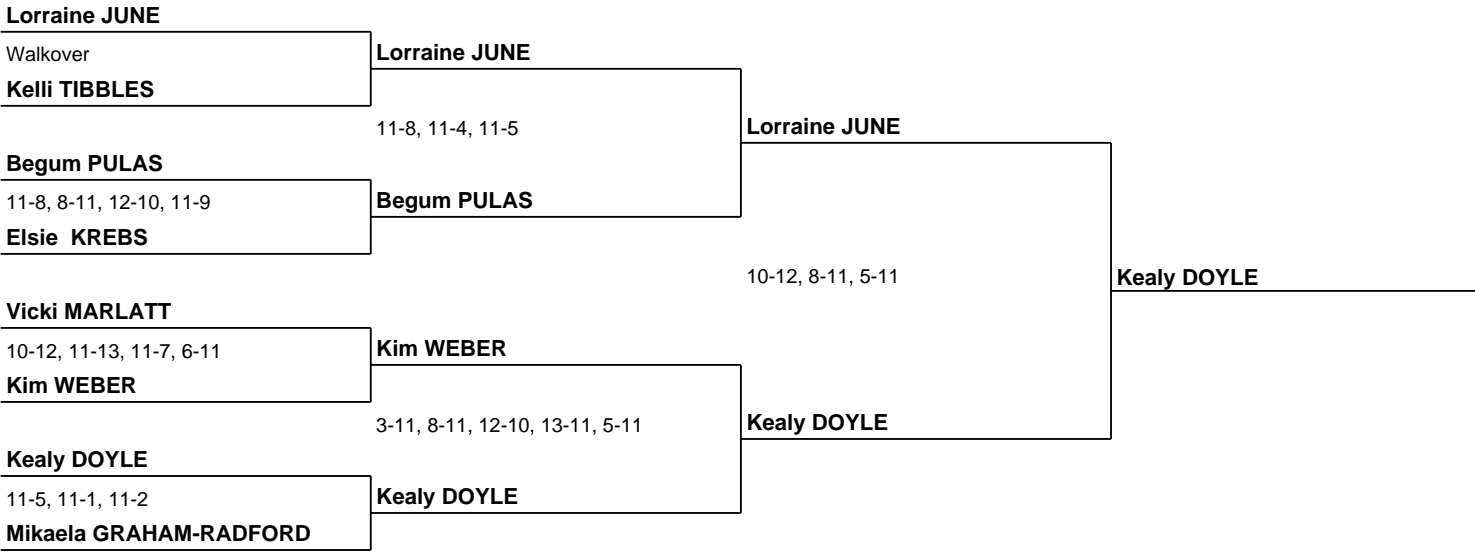 Lorraine JUNE
Walkover
Kelli TIBBLES
Begum PULAS
11-8, 8-11, 12-10, 11-9
Elsie  KREBS
Vicki MARLATT
10-12, 11-13, 11-7, 6-11
Kim WEBER
Kealy DOYLE
11-5, 11-1, 11-2
Mikaela GRAHAM-RADFORD
Lorraine JUNE
11-8, 11-4, 11-5
Begum PULAS
Kim WEBER
3-11, 8-11, 12-10, 13-11, 5-11
Kealy DOYLE
Lorraine JUNE
10-12, 8-11, 5-11
Kealy DOYLE
Kealy DOYLE